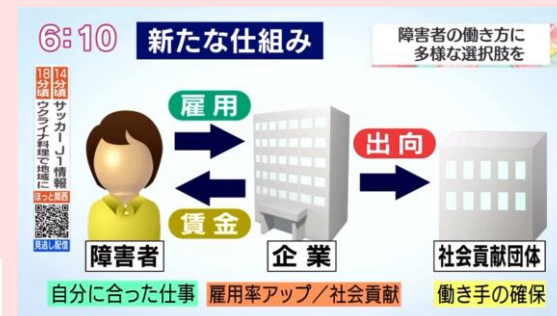 6:10
新たな仕組み
障害者の働き方に
多様な選択肢を
14分頃
サッカーJ1情報
18分頃
ウクライナ料理で地域に
ほっと関西
見逃し配信
雇用
賃金
出向
障害者
企業
社会貢献団体
自分に合った仕事
雇用率アップ/社会貢献
働き手の確保